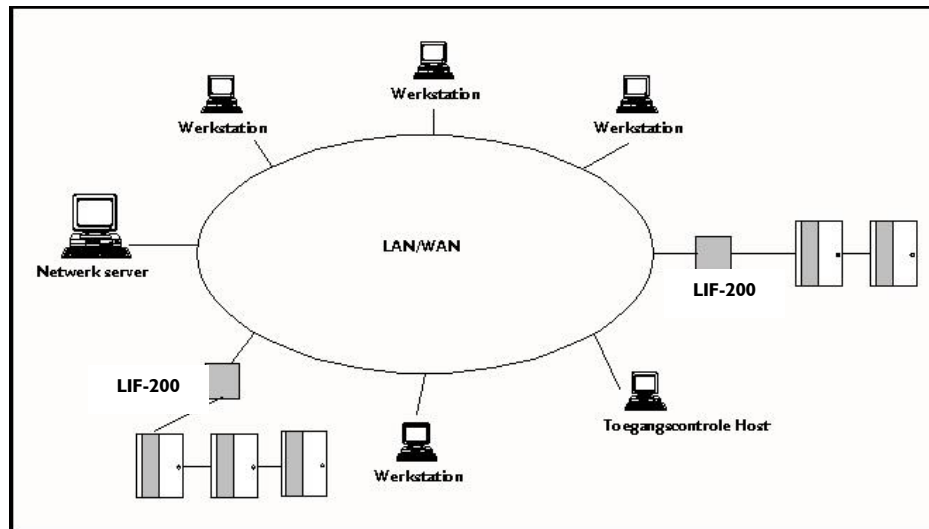 Werkstation
Werkstation
Werkstation
LAN/WAN
Netwerk server
LIF-200
LIF-200
Toegangscontrole Host
Werkstation